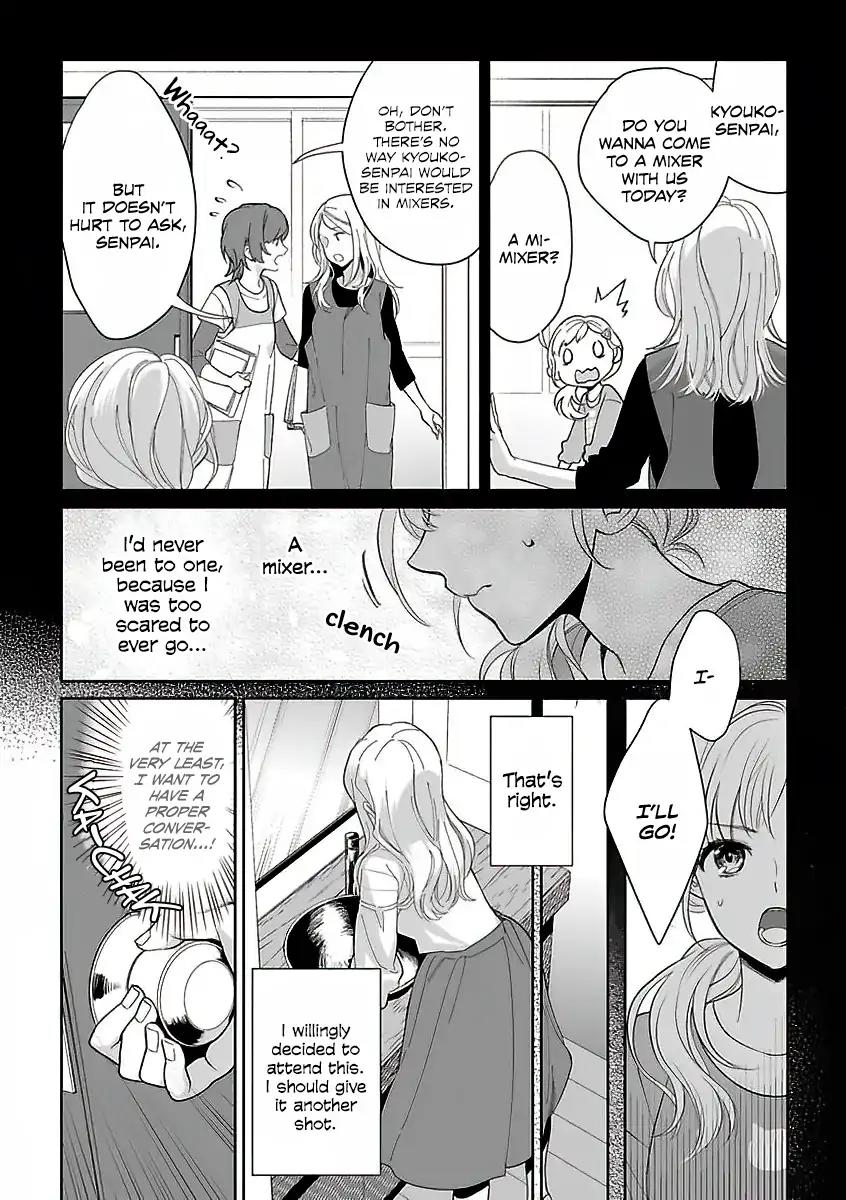 KYOUKO-
SENPAI,
DO YOU
WANNA COME
TO A MIXER
WITH US
TODAY?
A MI-
MIXER?
OH, DON'T
BOTHER.
THERE'S NO
WAY KYOUKO-
SENPAI WOULD
BE INTERESTED
IN MIXERS.
Whaaat?
BUT
IT DOESN'T
HURT TO ASK,
SENPAI.
A
mixer...
I'd never
been to one,
because I
was too
scared to
ever go...
clench
I-
I'LL
GO!
That's
right.
I willingly
decided to
attend this.
I should give
it another
shot.
AT THE
VERY LEAST,
I WANT TO
HAVE A
PROPER
CONVER-
SATION...!
KA-CHAK